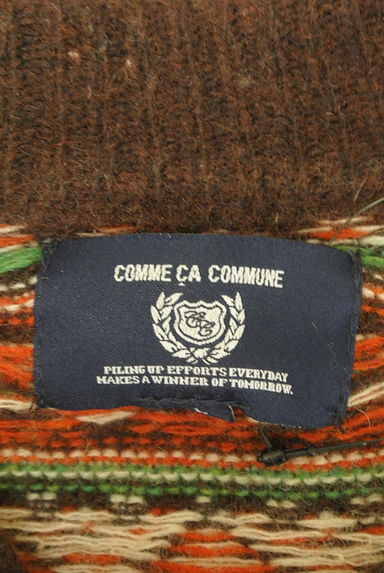 COMME ÇA COMMUNE
PILING UP EFFORTS EVERYDAY
MAKES A WINNER OF TOMORROW.